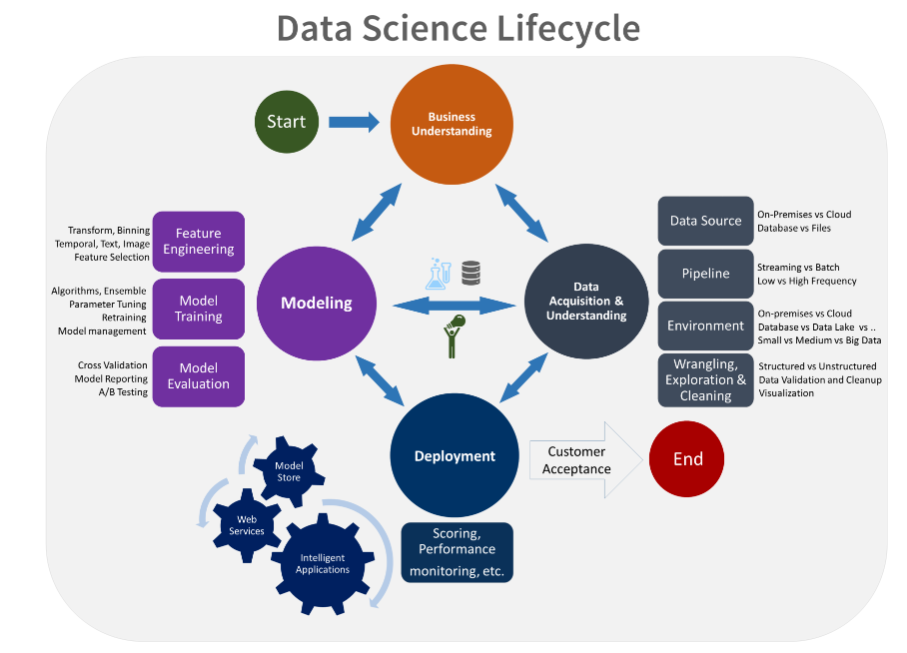 Data Science Lifecycle
Start
Business
Understanding
Transform, Binning
Temporal, Text, Image
Feature Selection
Feature
Engineering
Algorithms, Ensemble
Parameter Tuning
Retraining
Model management
Model
Training
Cross Validation
Model Reporting
A/B Testing
Model
Evaluation
Modeling
Data
Acquisition &
Understanding
Data Source
On-Premises vs Cloud
Database vs Files
Pipeline
Streaming vs Batch
Low vs High Frequency
Environment
On-premises vs Cloud
Database vs Data Lake vs ..
Small vs Medium vs Big Data
Wrangling,
Exploration &
Cleaning
Structured vs Unstructured
Data Validation and Cleanup
Visualization
Deployment
Customer
Acceptance
End
Scoring,
Performance
monitoring, etc.
Model
Store
Web
Services
Intelligent
Applications